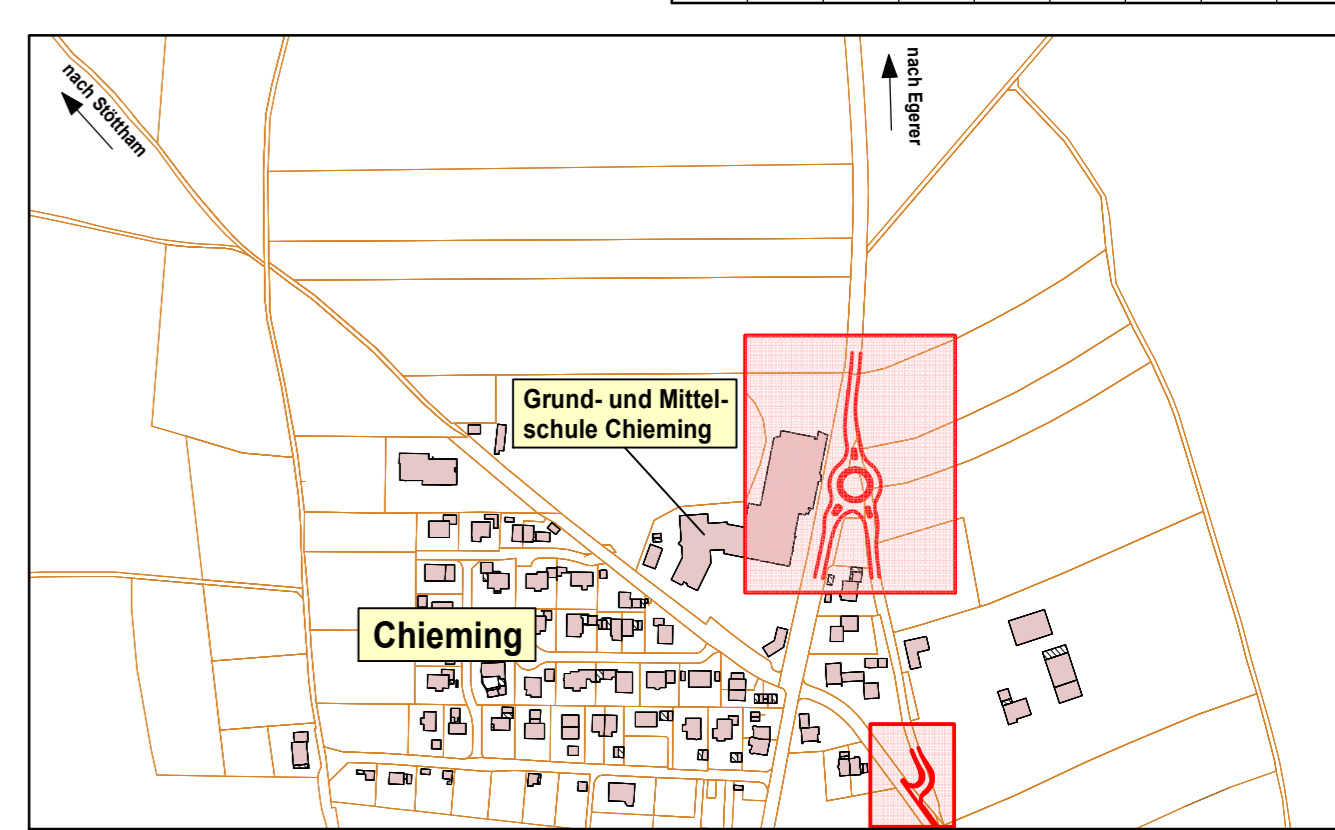 nach Stöttham
nach Egerer
Grund- und Mittel-
schule Chieming
Chieming